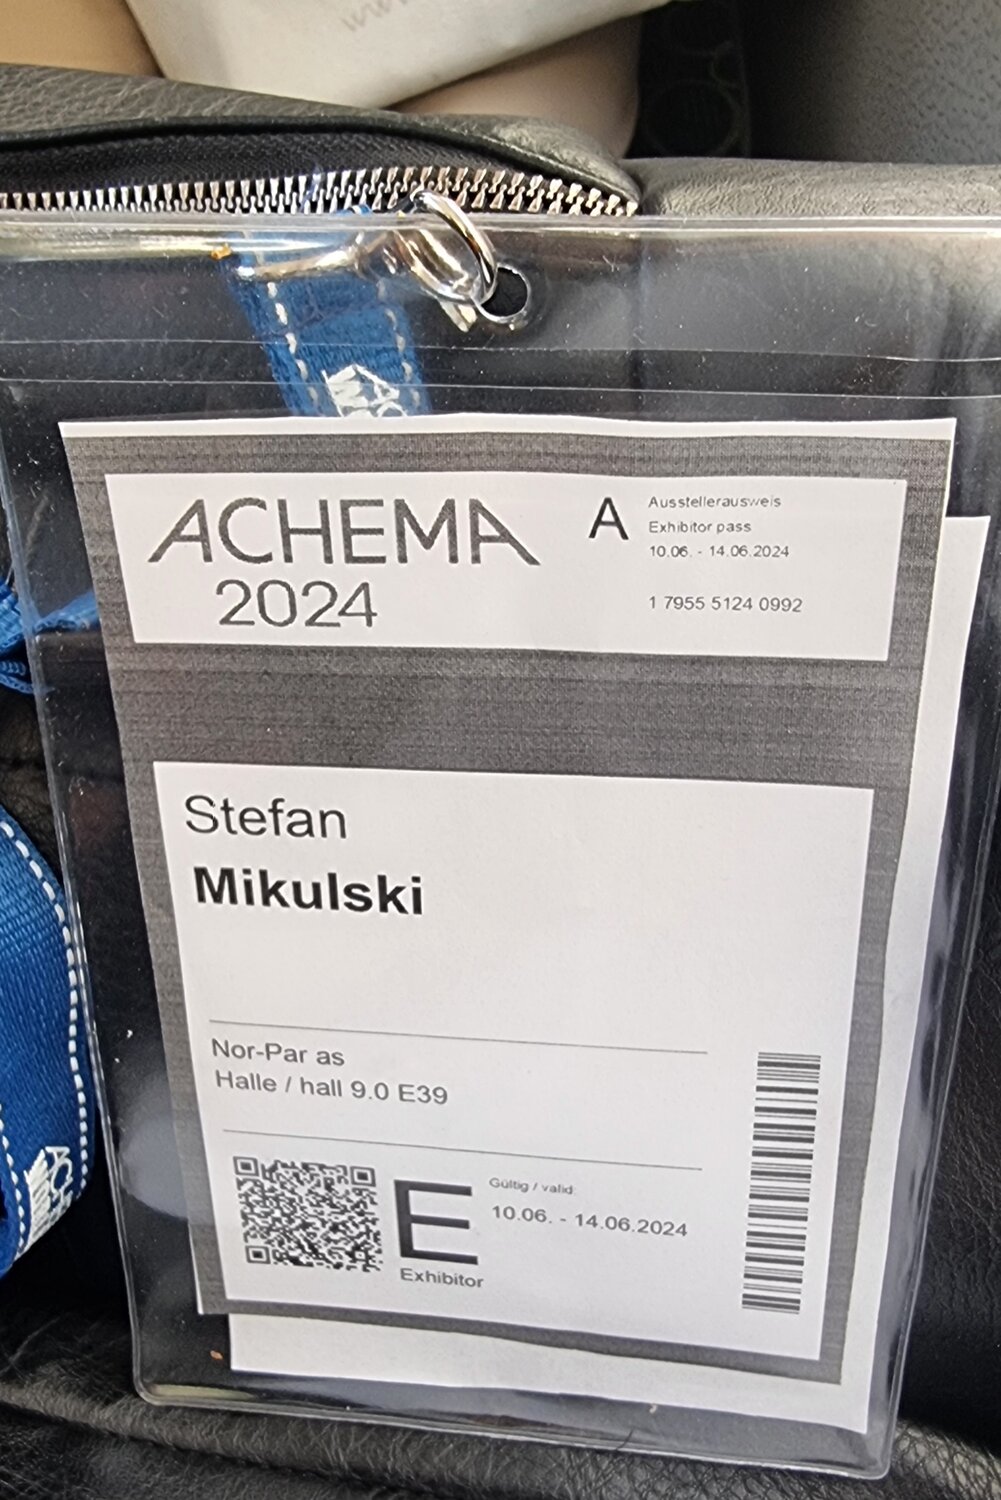 ACHEMA
2024
A
Ausstellerausweis
Exhibitor pass
10.06. - 14.06.2024
1 7955 5124 0992
Stefan
Mikulski
Nor-Par as
Halle / hall 9.0 E39
E
Exhibitor
Gültig / valid
10.06. - 14.06.2024